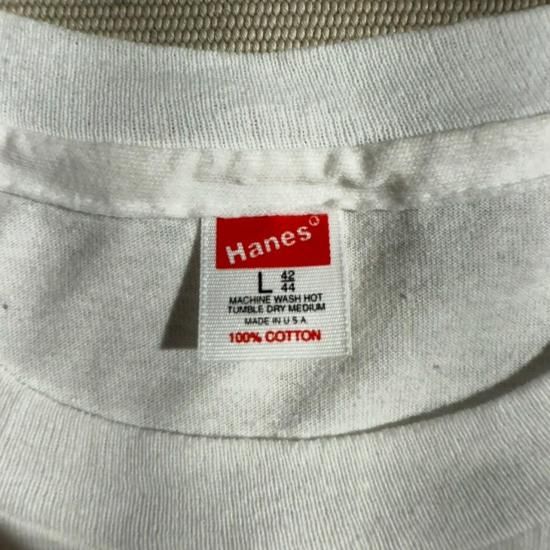 Hanes®
L 42/44
MACHINE WASH HOT
TUMBLE DRY MEDIUM
MADE IN U S A
100% COTTON